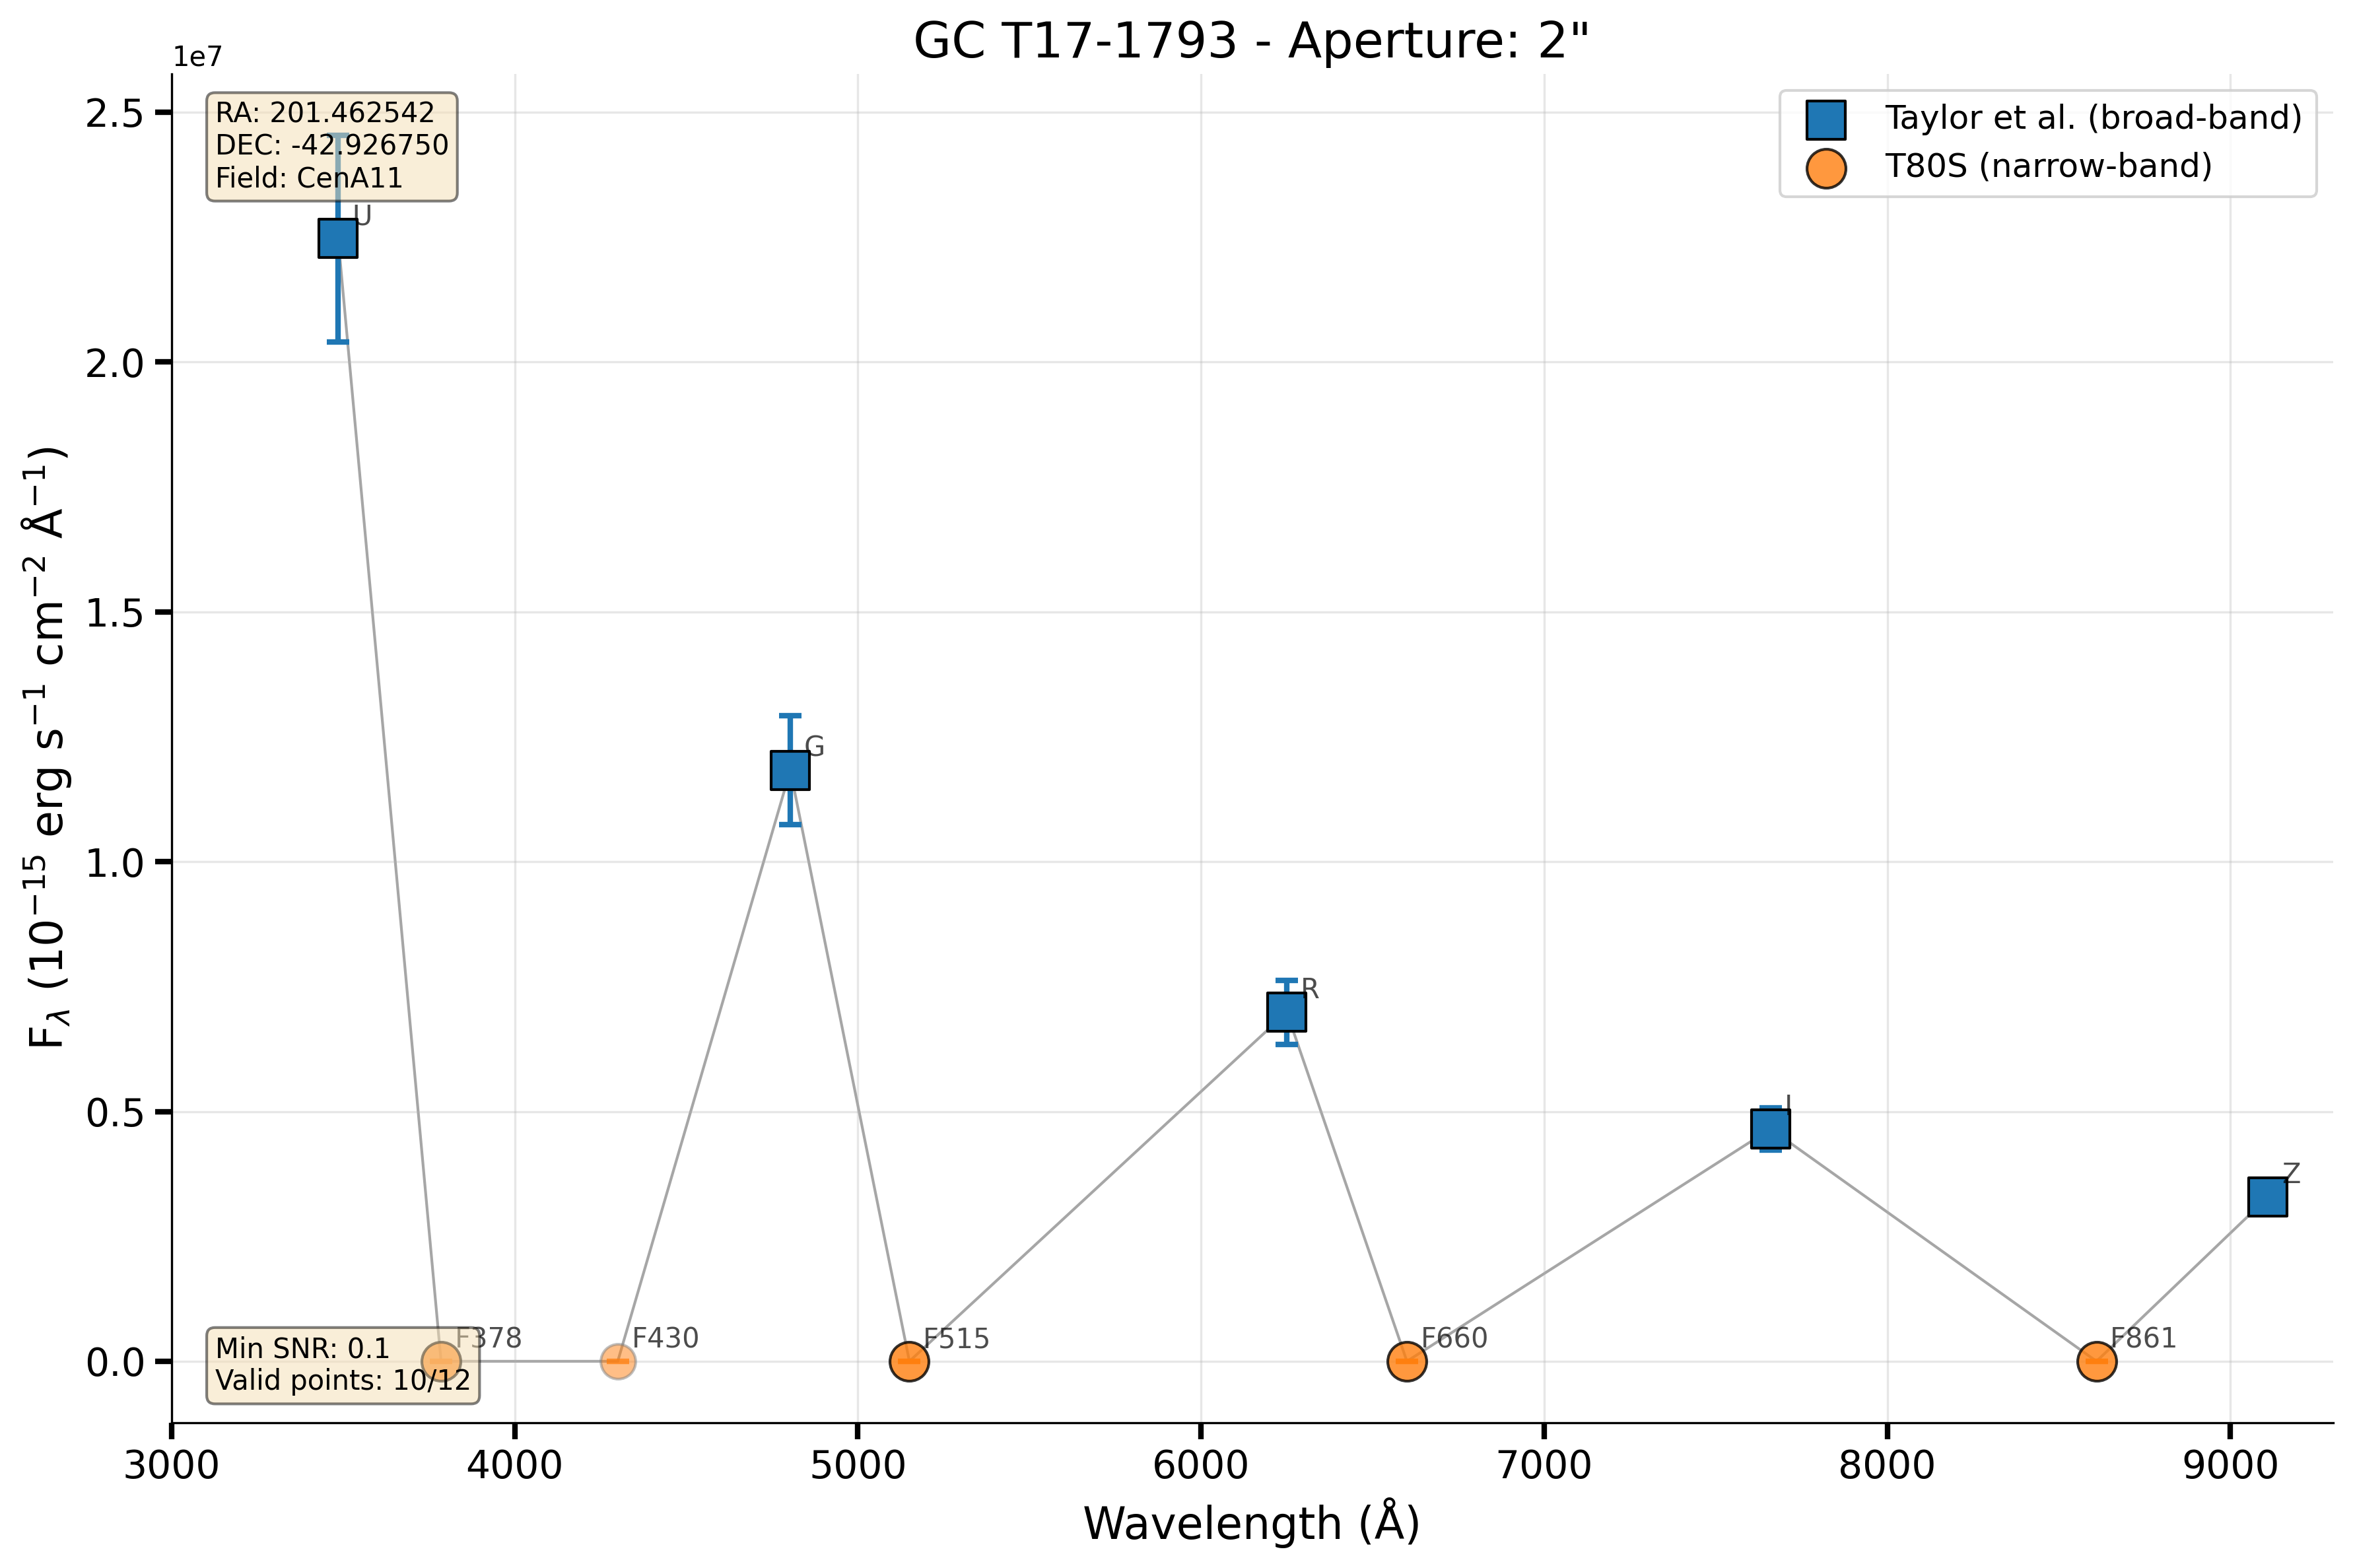 GC T17-1793 - Aperture: 2"
1e7
2.5
2.0
1.5
1.0
0.5
0.0
F_λ (10⁻¹⁵ erg s⁻¹ cm⁻² Å⁻¹)
RA: 201.462542
DEC: -42.926750
Field: CenA11
Taylor et al. (broad-band)
T80S (narrow-band)
U
G
R
I
Z
F378
F430
F515
F660
F861
Min SNR: 0.1
Valid points: 10/12
3000
4000
5000
6000
7000
8000
9000
Wavelength (Å)